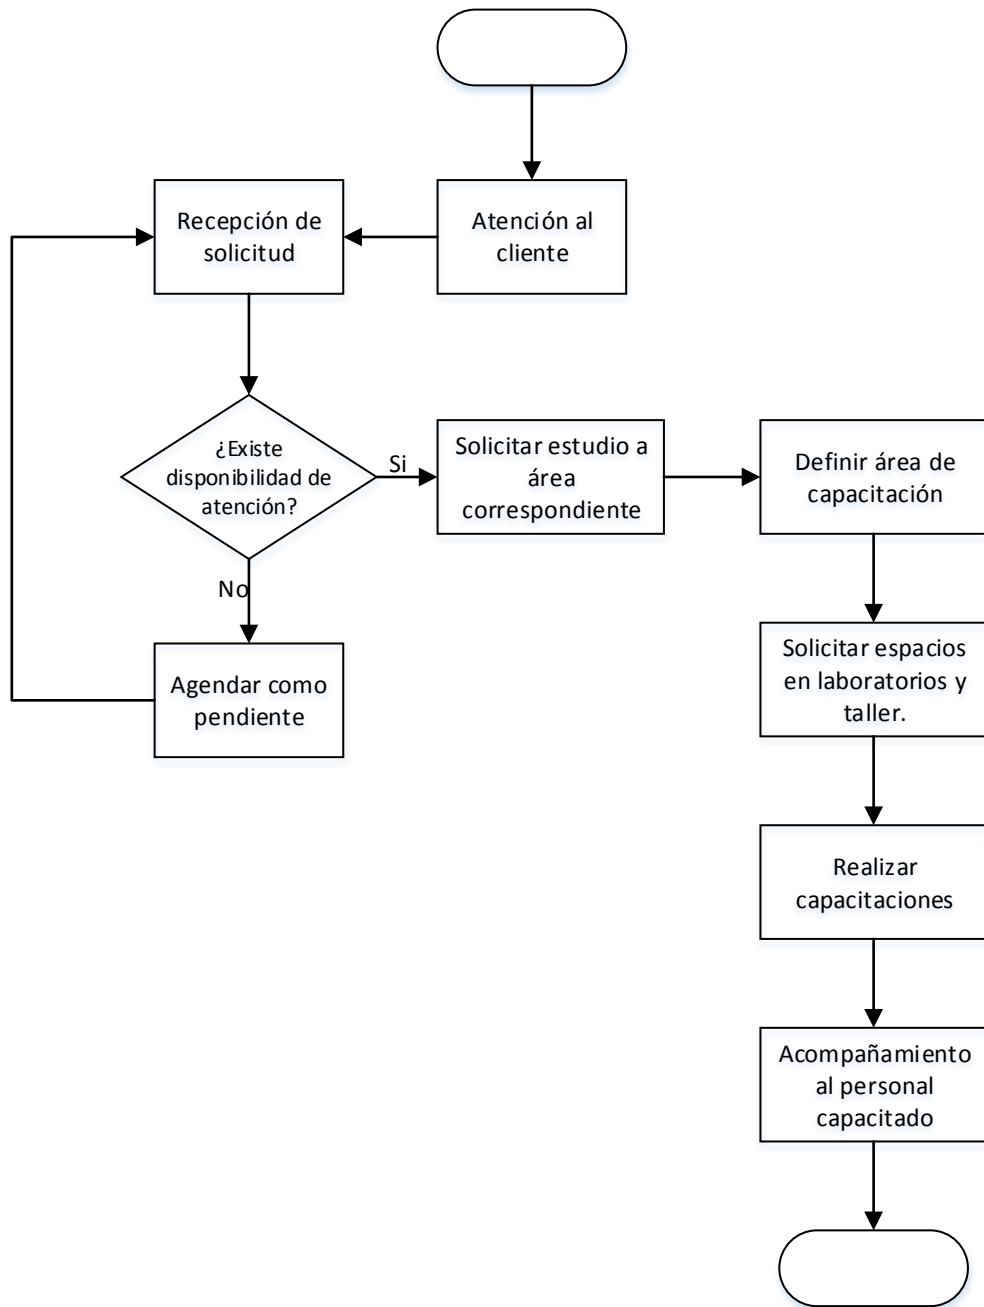 Atención al
cliente
Recepción de
solicitud
¿Existe
disponibilidad de
atención?
Si
No
Agendar como
pendiente
Solicitar estudio a
área
correspondiente
Definir área de
capacitación
Solicitar espacios
en laboratorios y
taller.
Realizar
capacitaciones
Acompañamiento
al personal
capacitado